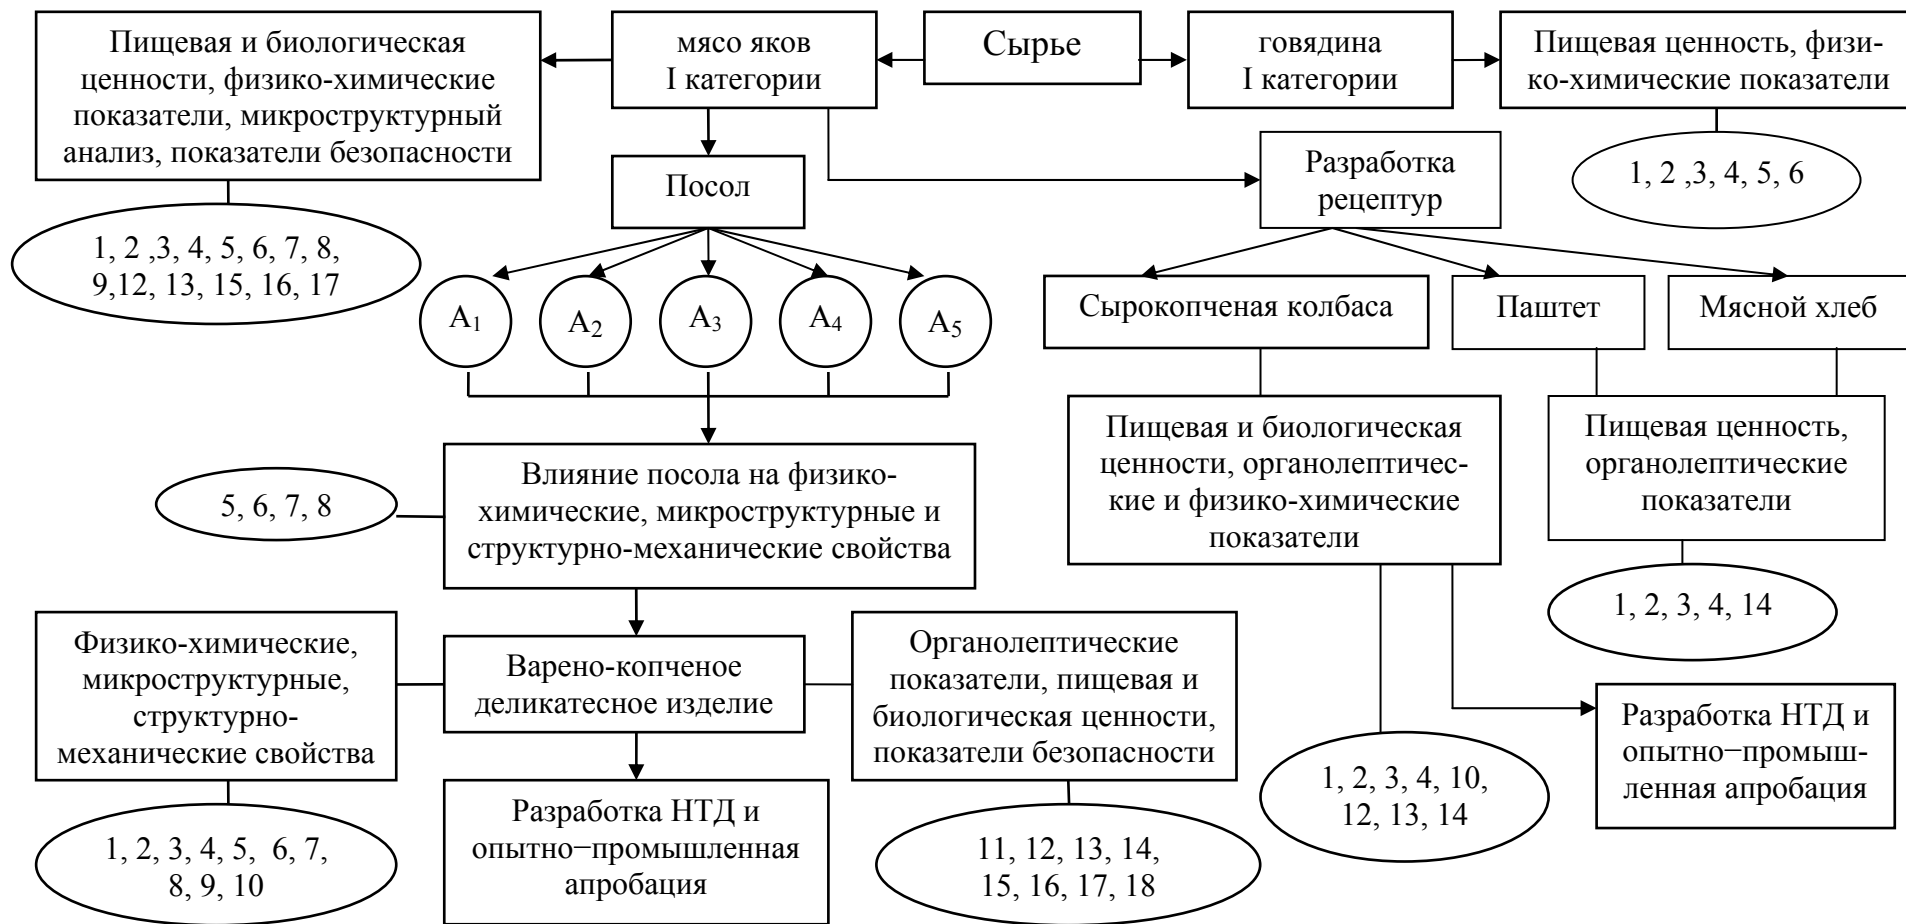 Пищевая и биологическая
ценности, физико-химические
показатели, микроструктурный
анализ, показатели безопасности
мясо яков
I категории
Сырье
говядина
I категории
Пищевая ценность, физи-
ко-химические показатели
1, 2 ,3, 4, 5, 6, 7, 8,
9,12, 13, 15, 16, 17
Посол
Разработка
рецептур
1, 2 ,3, 4, 5, 6
А1
А2
А3
А4
А5
Сырокопченая колбаса
Паштет
Мясной хлеб
5, 6, 7, 8
Влияние посола на физико-
химические, микроструктурные и
структурно-механические свойства
Пищевая и биологическая
ценности, органолептичес-
кие и физико-химические
показатели
Пищевая ценность,
органолептические
показатели
1, 2, 3, 4, 14
Физико-химические,
микроструктурные,
структурно-
механические свойства
Варено-копченое
деликатесное изделие
Органолептические
показатели, пищевая и
биологическая ценности,
показатели безопасности
1, 2, 3, 4, 10,
12, 13, 14
Разработка НТД и
опытно−промыш-
ленная апробация
1, 2, 3, 4, 5, 6, 7,
8, 9, 10
Разработка НТД и
опытно−промышленная
апробация
11, 12, 13, 14,
15, 16, 17, 18